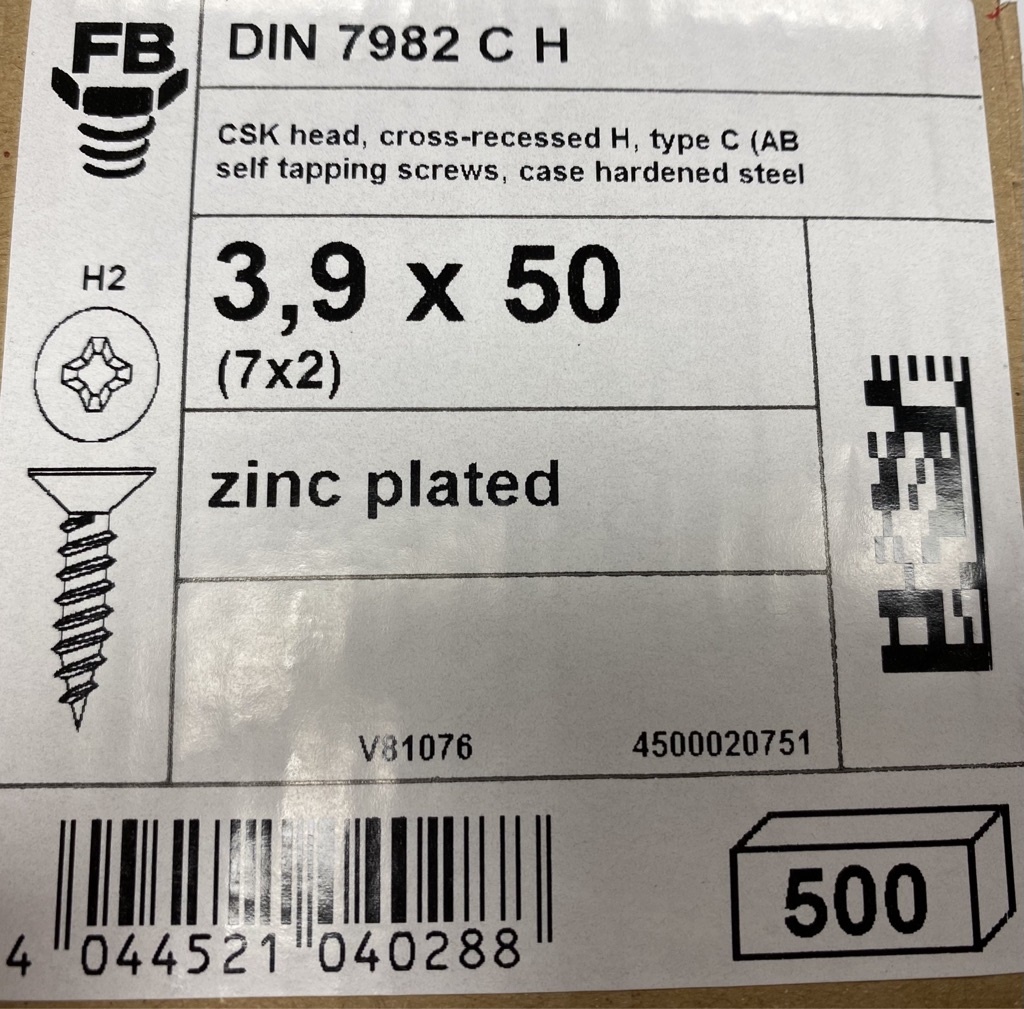 FB
DIN 7982 C H
CSK head, cross-recessed H, type C (AB
self tapping screws, case hardened steel
H2
3,9 x 50
(7x2)
zinc plated
V81076 4500020751
4 044521 040288
500